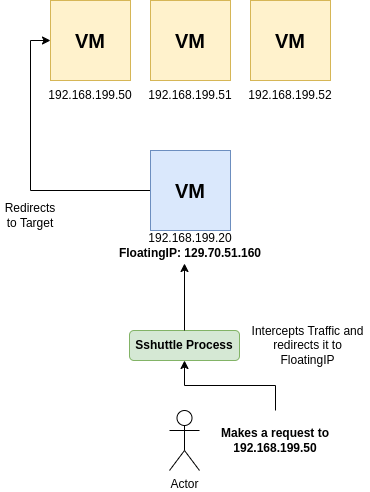 VM
VM
VM
192.168.199.50
192.168.199.51
192.168.199.52
VM
Redirects
to Target
192.168.199.20
FloatingIP: 129.70.51.160
Sshuttle Process
Intercepts Traffic and
redirects it to
FloatingIP
Makes a request to
192.168.199.50
Actor